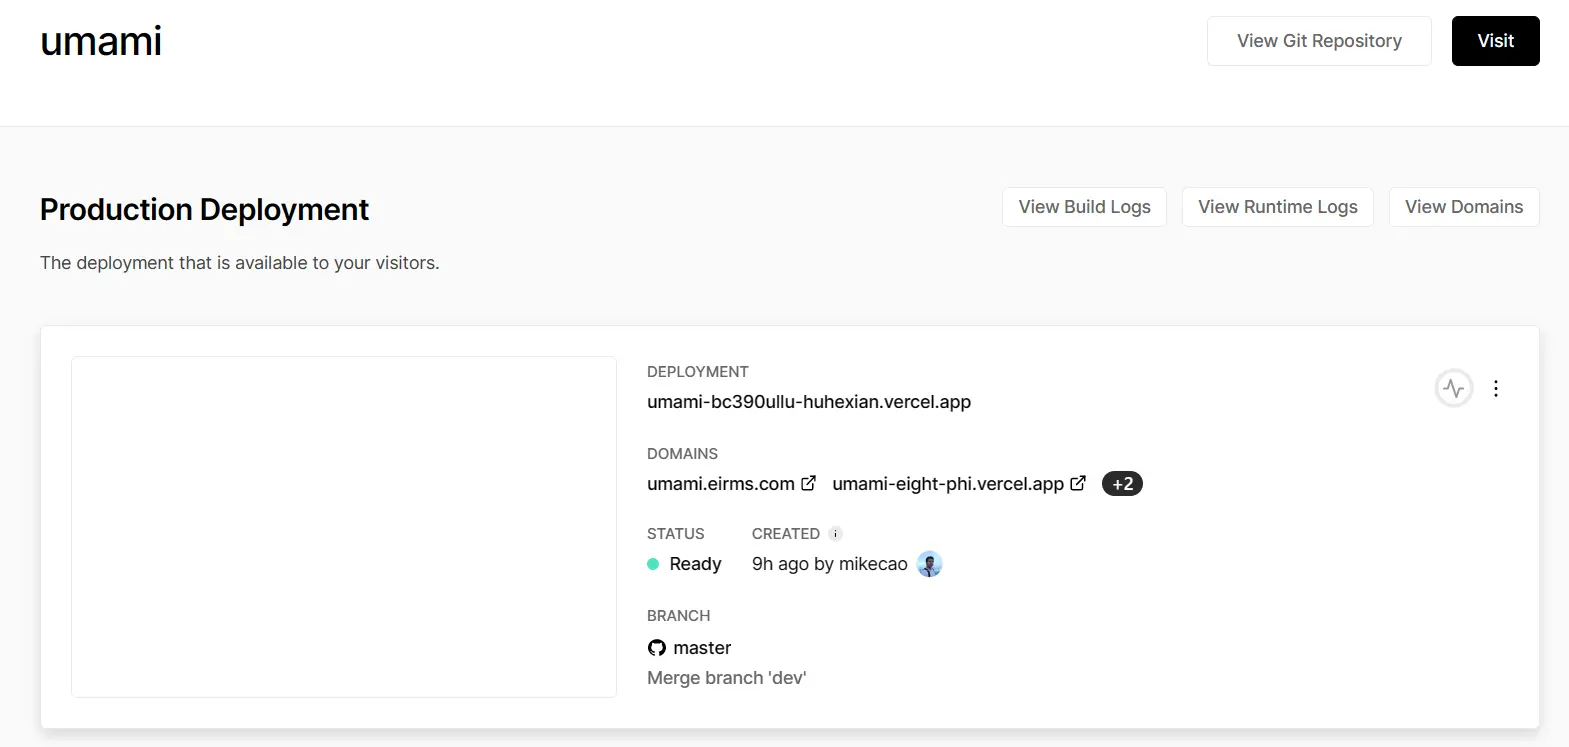 umami
View Git Repository
Visit
Production Deployment
View Build Logs
View Runtime Logs
View Domains
The deployment that is available to your visitors.
DEPLOYMENT
umami-bc390ullu-huhexian.vercel.app
DOMAINS
umami.eirms.com umami-eight-phi.vercel.app +2
STATUS CREATED i
Ready 9h ago by mikecao
BRANCH
master
Merge branch 'dev'